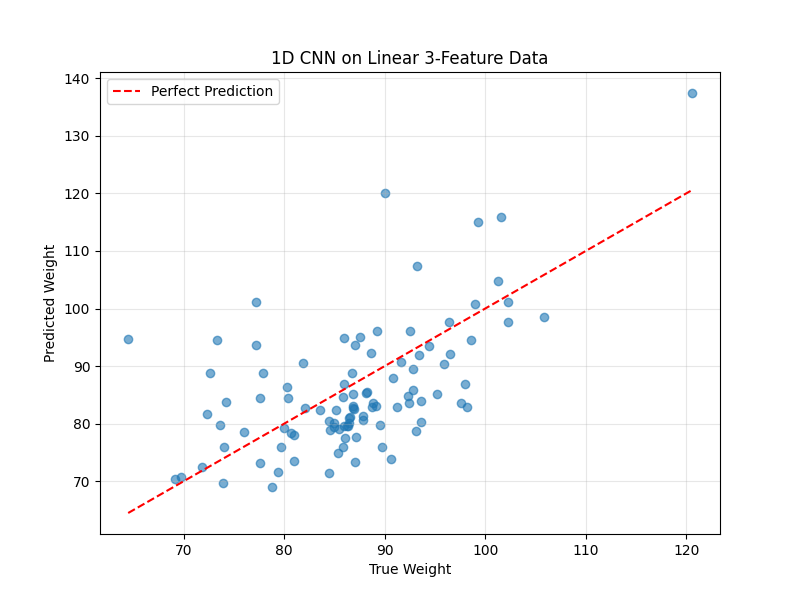 1D CNN on Linear 3-Feature Data
Perfect Prediction
140
130
120
110
100
90
80
70
Predicted Weight
70 80 90 100 110 120
True Weight